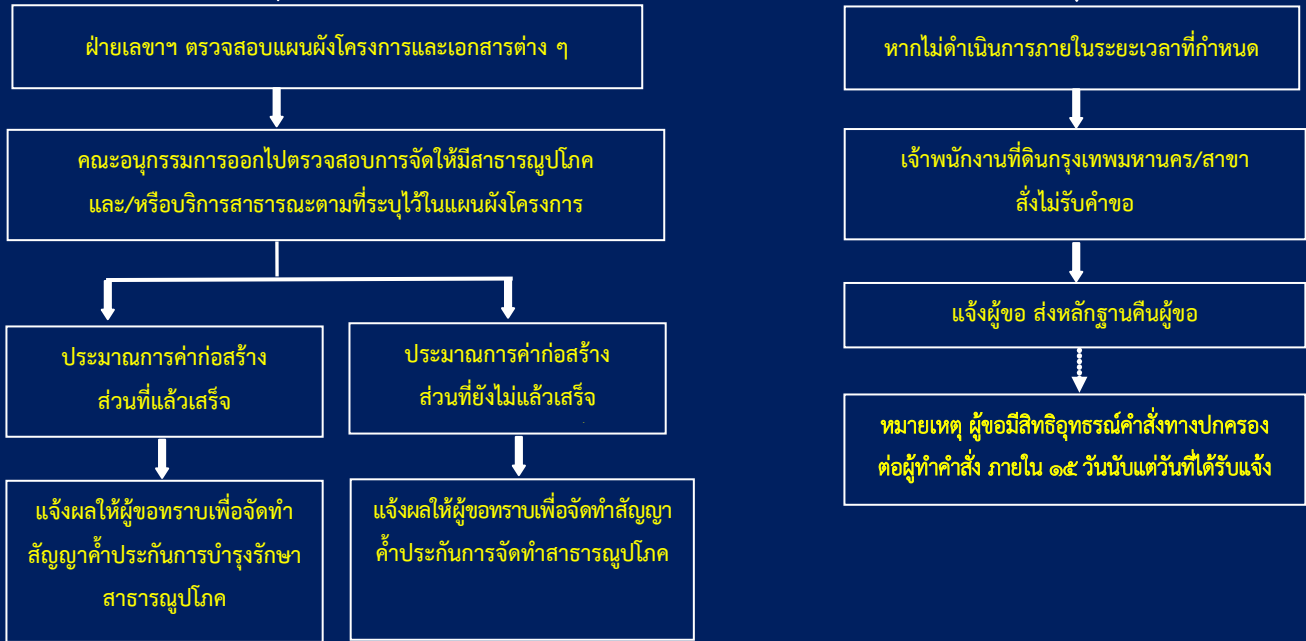 ฝ่ายเลขาฯ ตรวจสอบแผนผังโครงการและเอกสารต่าง ๆ
คณะอนุกรรมการออกไปตรวจสอบการจัดให้มีสาธารณูปโภค
และ/หรือบริการสาธารณะตามที่ระบุไว้ในแผนผังโครงการ
ประมาณการค่าก่อสร้าง
ส่วนที่แล้วเสร็จ
ประมาณการค่าก่อสร้าง
ส่วนที่ยังไม่แล้วเสร็จ
แจ้งผลให้ผู้ขอทราบเพื่อจัดทำ
สัญญาค้ำประกันการบำรุงรักษา
สาธารณูปโภค
แจ้งผลให้ผู้ขอทราบเพื่อจัดทำสัญญา
ค้ำประกันการจัดทำสาธารณูปโภค
หากไม่ดำเนินการภายในระยะเวลาที่กำหนด
เจ้าพนักงานที่ดินกรุงเทพมหานคร/สาขา
สั่งไม่รับคำขอ
แจ้งผู้ขอ ส่งหลักฐานคืนผู้ขอ
หมายเหตุ ผู้ขอมีสิทธิอุทธรณ์คำสั่งทางปกครอง
ต่อผู้ทำคำสั่ง ภายใน ๑๕ วันนับแต่วันที่ได้รับแจ้ง